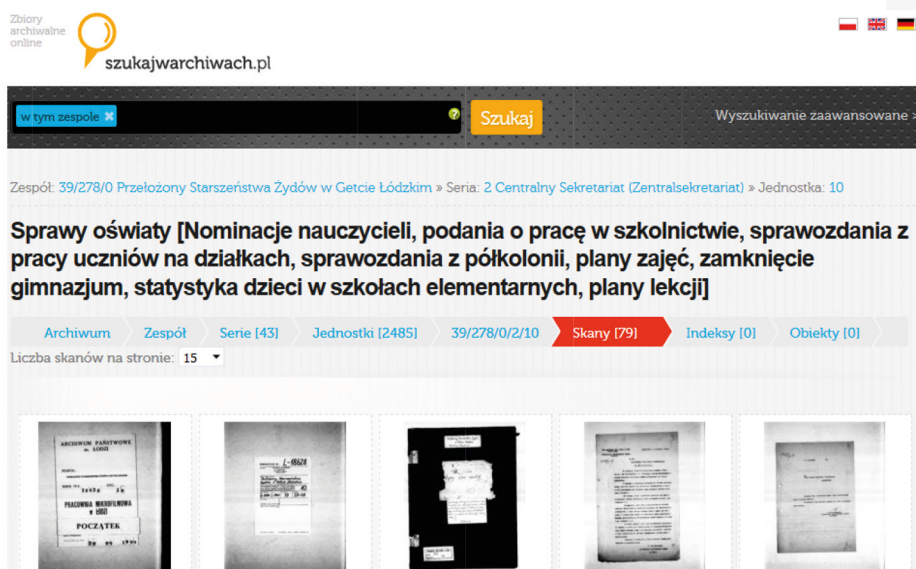 Zbiory
archiwalne
online
szukajwarchiwach.pl
w tym zespole ✖
?
Szukaj
Wyszukiwanie zaawansowane >
Zespół: 39/278/0 Przełożony Starszeństwa Żydów w Getcie Łódzkim » Seria: 2 Centralny Sekretariat (Zentralsekretariat) » Jednostka: 10
Sprawy oświaty [Nominacje nauczycieli, podania o pracę w szkolnictwie, sprawozdania z
pracy uczniów na działkach, sprawozdania z półkolonii, plany zajęć, zamknięcie
gimnazjum, statystyka dzieci w szkołach elementarnych, plany lekcji]
Archiwum Zespół Serie [43] Jednostki [2485] 39/278/0/2/10 Skany [79] Indeksy [0] Obiekty [0]
Liczba skanów na stronie: 15
ARCHIWUM PAŃSTWOWE
w ŁODZI
PRACOWNIA MIKROFILMOWA
w ŁODZI
POCZĄTEK
L-18628